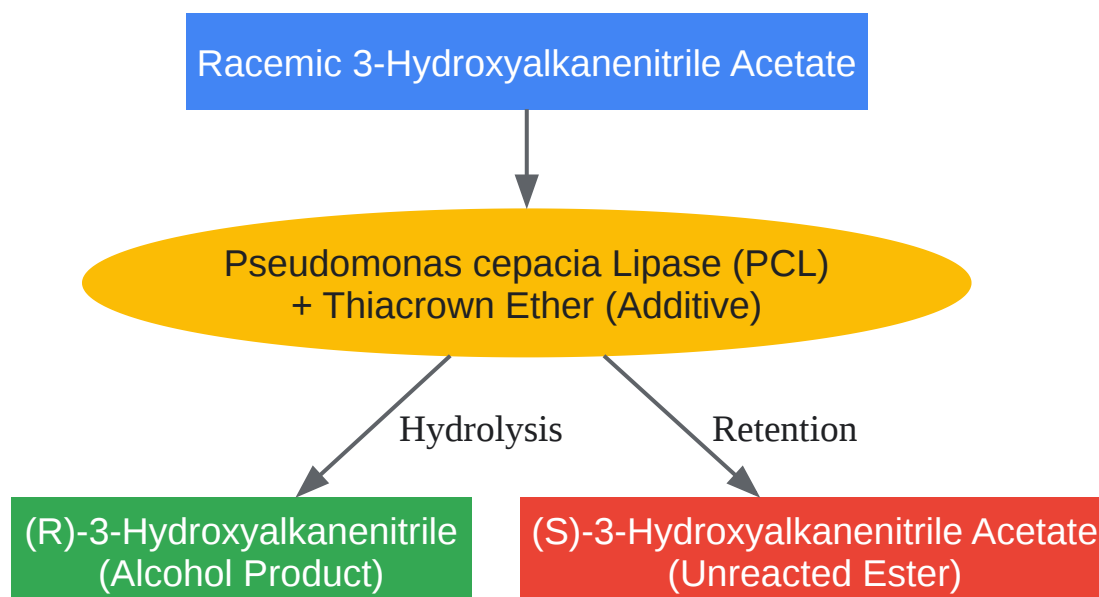 Racemic 3-Hydroxyalkanenitrile Acetate
Pseudomonas cepacia Lipase (PCL)
+ Thiacrown Ether (Additive)
Hydrolysis
Retention
(R)-3-Hydroxyalkanenitrile
(Alcohol Product)
(S)-3-Hydroxyalkanenitrile Acetate
(Unreacted Ester)